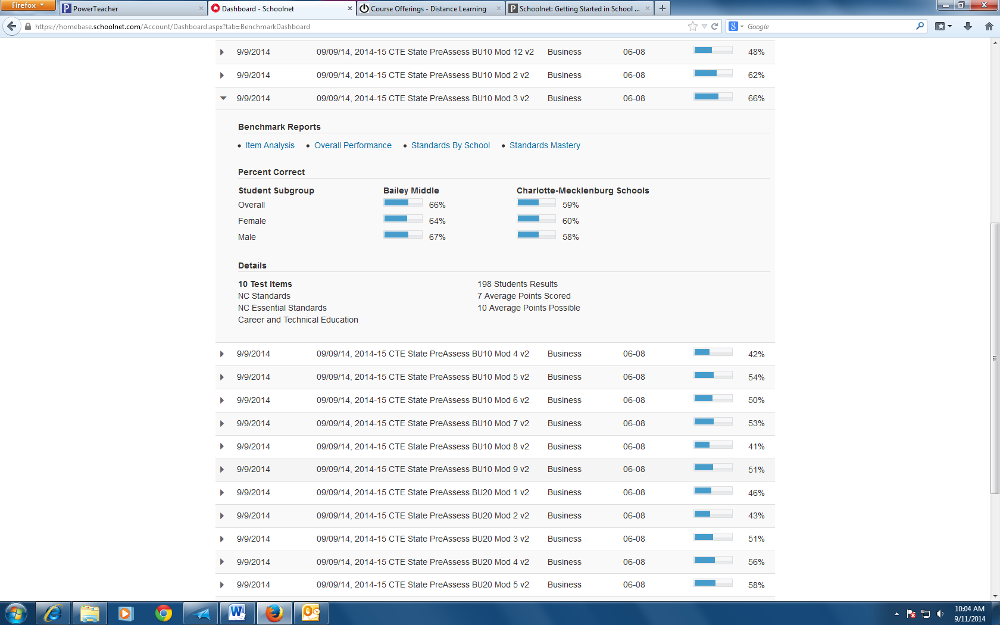 Firefox
PowerTeacher
Dashboard - Schoolnet
Course Offerings - Distance Learning
Schoolnet: Getting Started in School ...
https://homebase.schoolnet.com/Account/Dashboard.aspx?tab=BenchmarkDashboard
Google
9/9/2014 09/09/14, 2014-15 CTE State PreAssess BU10 Mod 12 v2 Business 06-08 48%
9/9/2014 09/09/14, 2014-15 CTE State PreAssess BU10 Mod 2 v2 Business 06-08 62%
9/9/2014 09/09/14, 2014-15 CTE State PreAssess BU10 Mod 3 v2 Business 06-08 66%
Benchmark Reports
• Item Analysis • Overall Performance • Standards By School • Standards Mastery
Percent Correct
Student Subgroup Bailey Middle Charlotte-Mecklenburg Schools
Overall 66% 59%
Female 64% 60%
Male 67% 58%
Details
10 Test Items 198 Students Results
NC Standards 7 Average Points Scored
NC Essential Standards 10 Average Points Possible
Career and Technical Education
9/9/2014 09/09/14, 2014-15 CTE State PreAssess BU10 Mod 4 v2 Business 06-08 42%
9/9/2014 09/09/14, 2014-15 CTE State PreAssess BU10 Mod 5 v2 Business 06-08 54%
9/9/2014 09/09/14, 2014-15 CTE State PreAssess BU10 Mod 6 v2 Business 06-08 50%
9/9/2014 09/09/14, 2014-15 CTE State PreAssess BU10 Mod 7 v2 Business 06-08 53%
9/9/2014 09/09/14, 2014-15 CTE State PreAssess BU10 Mod 8 v2 Business 06-08 41%
9/9/2014 09/09/14, 2014-15 CTE State PreAssess BU10 Mod 9 v2 Business 06-08 51%
9/9/2014 09/09/14, 2014-15 CTE State PreAssess BU20 Mod 1 v2 Business 06-08 46%
9/9/2014 09/09/14, 2014-15 CTE State PreAssess BU20 Mod 2 v2 Business 06-08 43%
9/9/2014 09/09/14, 2014-15 CTE State PreAssess BU20 Mod 3 v2 Business 06-08 51%
9/9/2014 09/09/14, 2014-15 CTE State PreAssess BU20 Mod 4 v2 Business 06-08 56%
9/9/2014 09/09/14, 2014-15 CTE State PreAssess BU20 Mod 5 v2 Business 06-08 58%
10:04 AM
9/11/2014